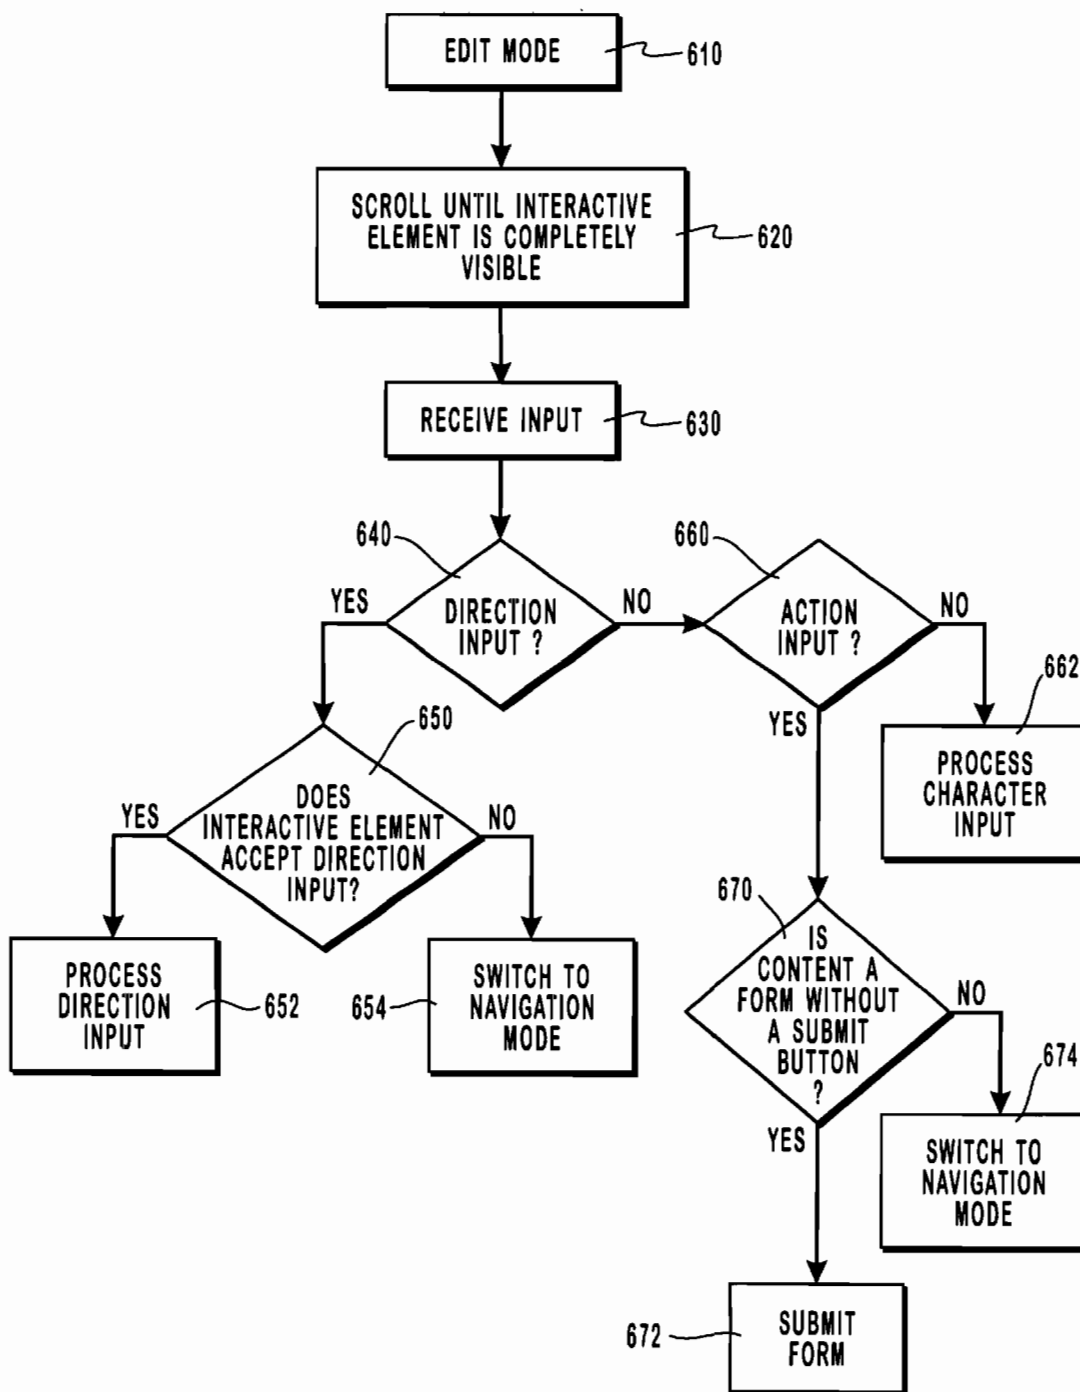 EDIT MODE
610
SCROLL UNTIL INTERACTIVE
ELEMENT IS COMPLETELY
VISIBLE
620
RECEIVE INPUT
630
640
DIRECTION
INPUT ?
YES
NO
660
ACTION
INPUT ?
NO
YES
662
PROCESS
CHARACTER
INPUT
650
DOES
INTERACTIVE ELEMENT
ACCEPT DIRECTION
INPUT?
YES
NO
PROCESS
DIRECTION
INPUT
652
654
SWITCH TO
NAVIGATION
MODE
670
IS
CONTENT A
FORM WITHOUT
A SUBMIT
BUTTON
?
NO
YES
674
SWITCH TO
NAVIGATION
MODE
672
SUBMIT
FORM